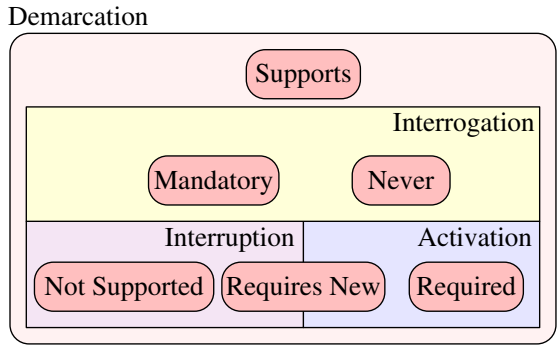 Demarcation
Supports
Interrogation
Mandatory Never
Interruption Activation
Not Supported Requires New Required